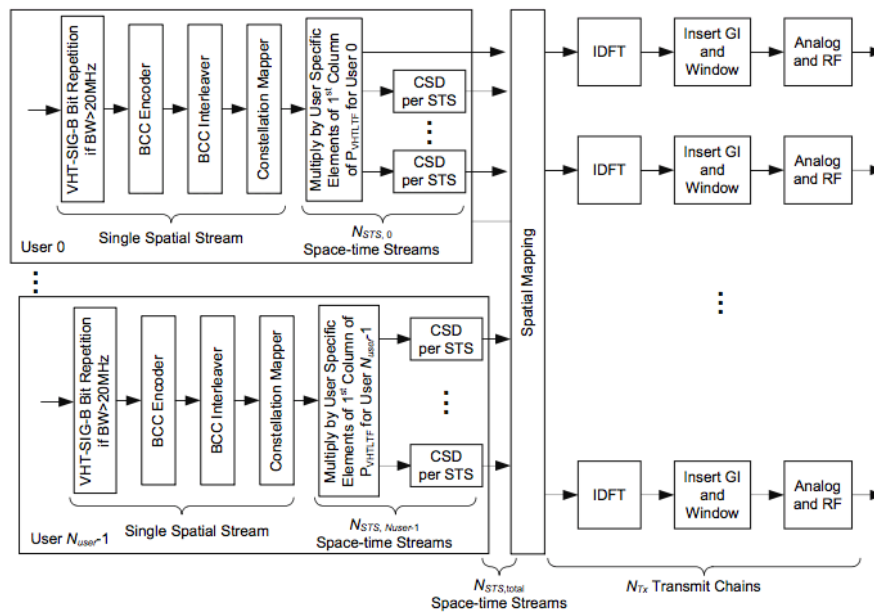 VHT-SIG-B Bit Repetition
if BW>20MHz
BCC Encoder
BCC Interleaver
Constellation Mapper
Multiply by User Specific
Elements of 1st Column
of PVHTLTF for User 0
CSD
per STS
CSD
per STS
Single Spatial Stream
NSTS, 0
Space-time Streams
User 0
VHT-SIG-B Bit Repetition
if BW>20MHz
BCC Encoder
BCC Interleaver
Constellation Mapper
Multiply by User Specific
Elements of 1st Column of
PVHTLTF for User Nuser-1
CSD
per STS
CSD
per STS
Single Spatial Stream
NSTS, Nuser-1
Space-time Streams
User Nuser-1
Spatial Mapping
NSTS,total
Space-time Streams
IDFT
Insert GI
and
Window
Analog
and RF
IDFT
Insert GI
and
Window
Analog
and RF
IDFT
Insert GI
and
Window
Analog
and RF
NTx Transmit Chains